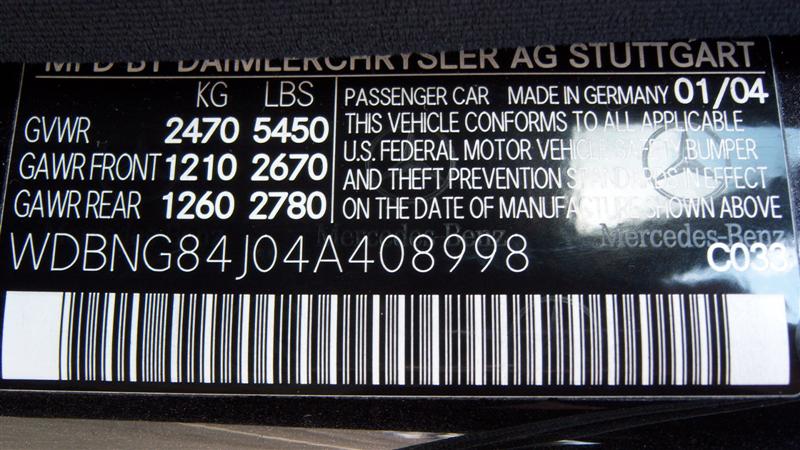 MFD BY DAIMLERCHRYSLER AG STUTTGART
KG LBS
GVWR 2470 5450
GAWR FRONT 1210 2670
GAWR REAR 1260 2780
PASSENGER CAR MADE IN GERMANY 01/04
THIS VEHICLE CONFORMS TO ALL APPLICABLE
U.S. FEDERAL MOTOR VEHICLE SAFETY, BUMPER
AND THEFT PREVENTION STANDARDS IN EFFECT
ON THE DATE OF MANUFACTURE SHOWN ABOVE
Mercedes-Benz
Mercedes-Benz
WDBNG84J04A408998
C033